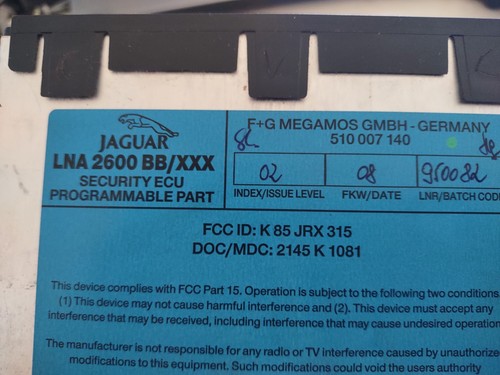 JAGUAR
LNA 2600 BB/XXX
SECURITY ECU
PROGRAMMABLE PART
F+G MEGAMOS GMBH - GERMANY
510 007 140
02 08 950082
INDEX/ISSUE LEVEL FKW/DATE LNR/BATCH CODE
FCC ID: K 85 JRX 315
DOC/MDC: 2145 K 1081
This device complies with FCC Part 15. Operation is subject to the following two conditions
(1) This device may not cause harmful interference and (2). This device must accept any
interference that may be received, including interference that may cause undesired operation
The manufacturer is not responsible for any radio or TV interference caused by unauthorized
modifications to this equipment. Such modifications could void the users authority